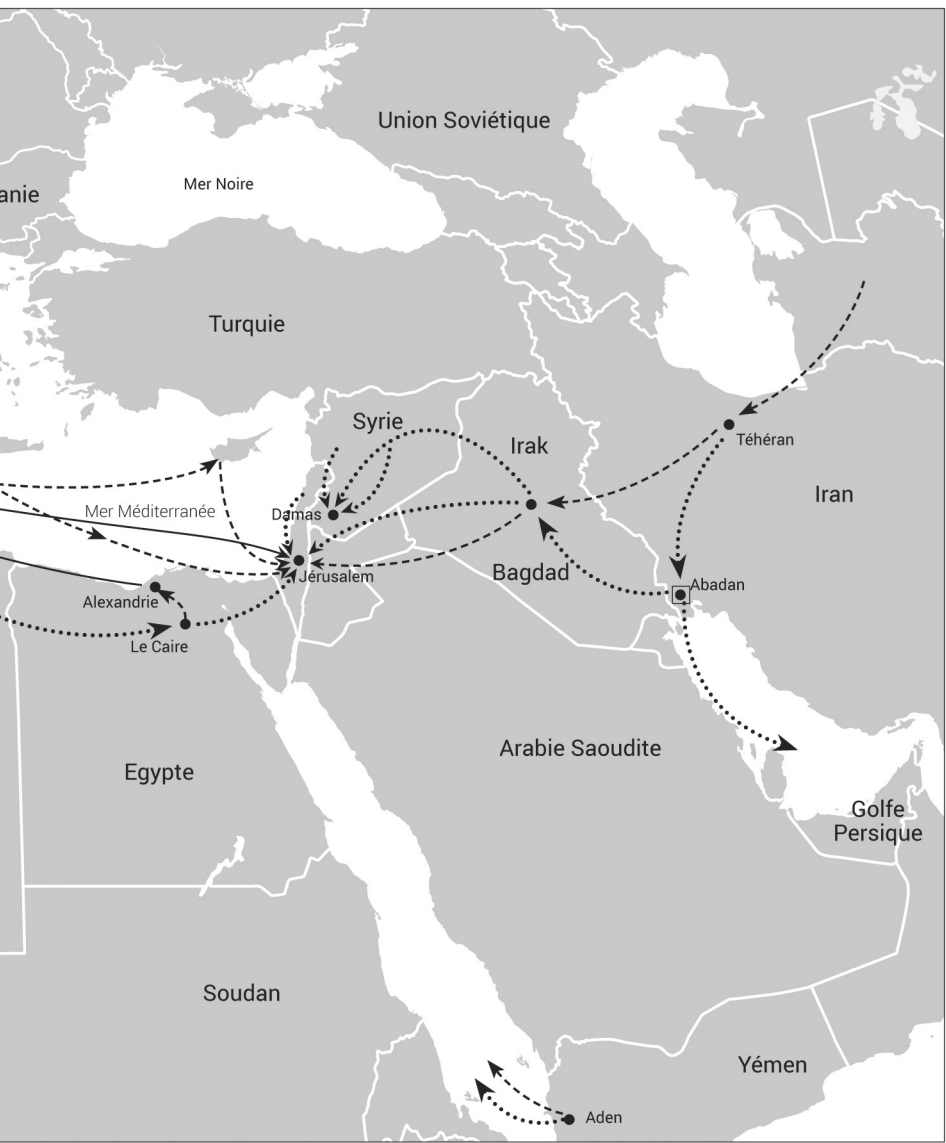 Union Soviétique
anie
Mer Noire
Turquie
Syrie
Irak
Téhéran
Iran
Mer Méditerranée
Damas
Bagdad
Jérusalem
Abadan
Alexandrie
Le Caire
Arabie Saoudite
Egypte
Golfe
Persique
Soudan
Yémen
Aden